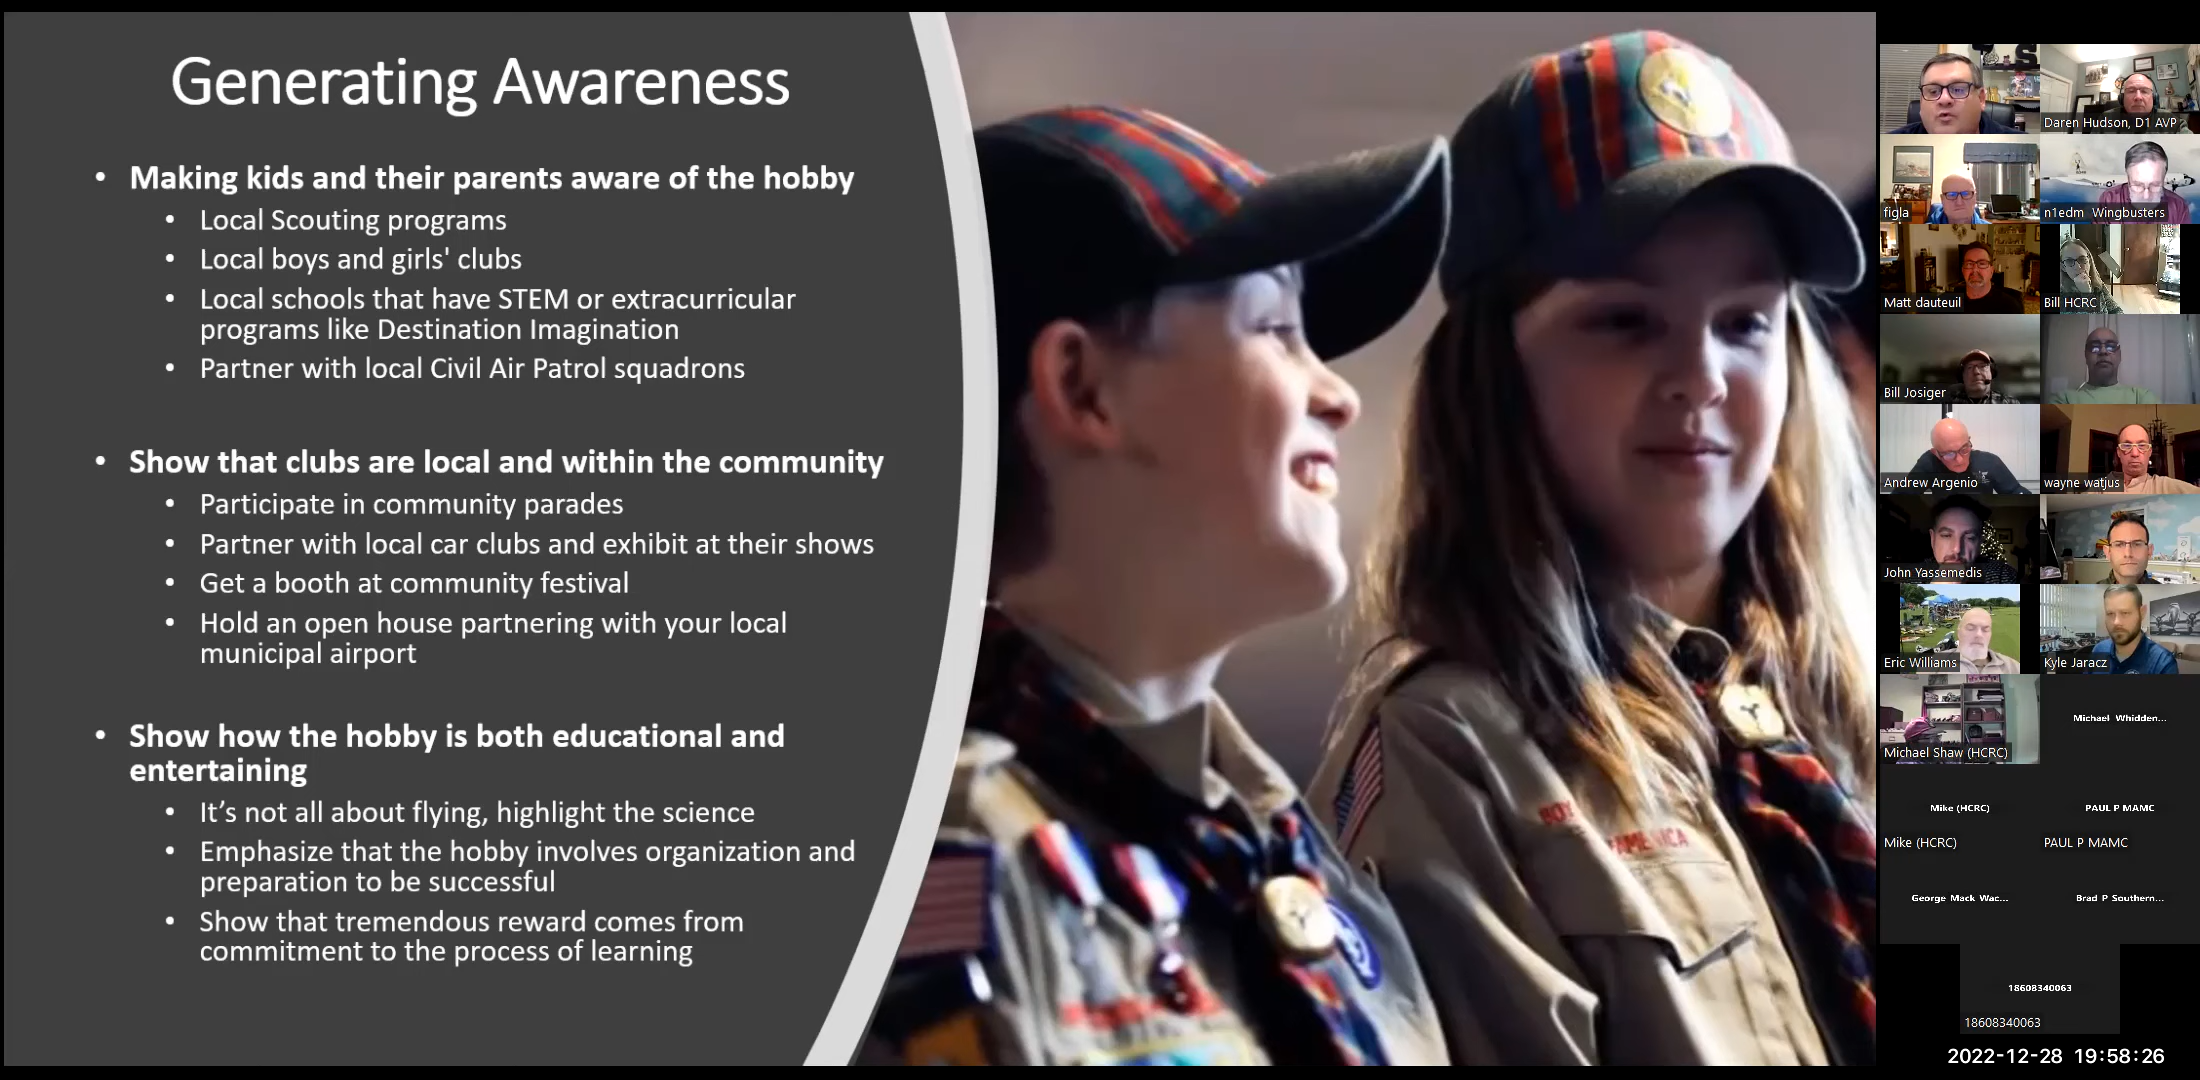 Generating Awareness
• Making kids and their parents aware of the hobby
• Local Scouting programs
• Local boys and girls' clubs
• Local schools that have STEM or extracurricular
programs like Destination Imagination
• Partner with local Civil Air Patrol squadrons
• Show that clubs are local and within the community
• Participate in community parades
• Partner with local car clubs and exhibit at their shows
• Get a booth at community festival
• Hold an open house partnering with your local
municipal airport
• Show how the hobby is both educational and
entertaining
• It’s not all about flying, highlight the science
• Emphasize that the hobby involves organization and
preparation to be successful
• Show that tremendous reward comes from
commitment to the process of learning
BOY
AMERICA
Daren Hudson, D1 AVP
figla
n1edm Wingbusters
Matt dauteuil
Bill HCRC
Bill Josiger
Andrew Argenio
wayne watjus
John Yassemedis
Eric Williams
Kyle Jaracz
Michael Shaw (HCRC)
Michael Whidden...
Mike (HCRC)
PAUL P MAMC
Mike (HCRC)
PAUL P MAMC
George Mack Wac...
Brad P Southern...
18608340063
18608340063
2022-12-28 19:58:26